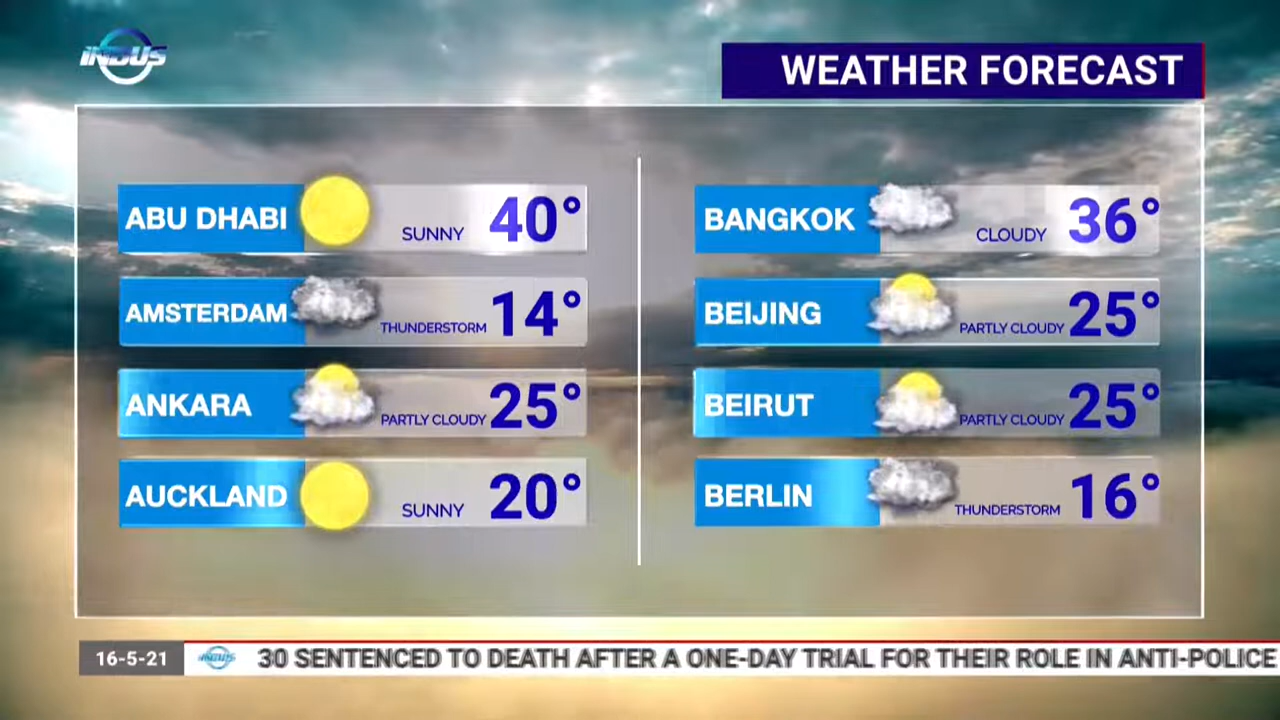 INDUS
WEATHER FORECAST
ABU DHABI SUNNY 40°
AMSTERDAM THUNDERSTORM 14°
ANKARA PARTLY CLOUDY 25°
AUCKLAND SUNNY 20°
BANGKOK CLOUDY 36°
BEIJING PARTLY CLOUDY 25°
BEIRUT PARTLY CLOUDY 25°
BERLIN THUNDERSTORM 16°
16-5-21 INDUS 30 SENTENCED TO DEATH AFTER A ONE-DAY TRIAL FOR THEIR ROLE IN ANTI-POLICE